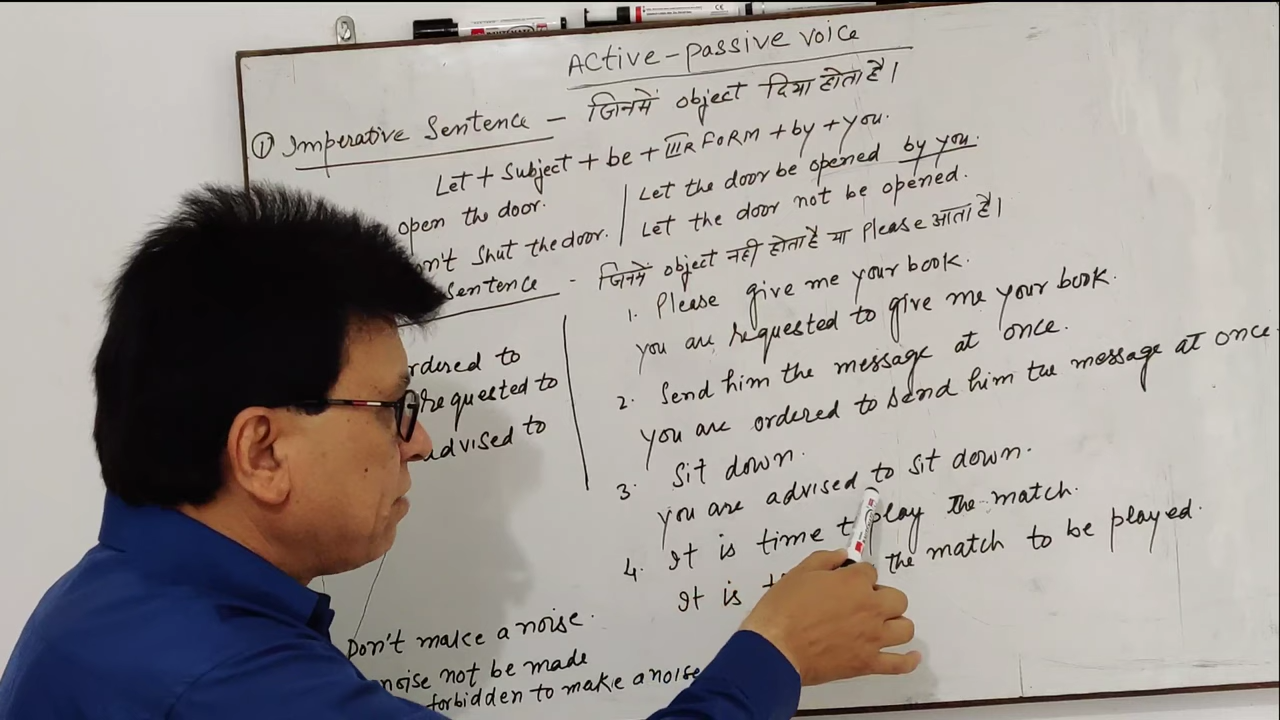 Active-passive voice
① Imperative Sentence - जिनमें object दिया होता है।
Let + Subject + be + IIIR FORM + by + you.
open the door.
Let the door be opened by you.
n't shut the door.
Let the door not be opened.
Sentence - जिनमें object नही होता है या Please आता है।
1. Please give me your book.
you are requested to give me your book.
2. Send him the message at once.
you are ordered to send him the message at once
3. Sit down.
you are advised to sit down.
4. It is time t play the match.
It is the match to be played.
rdered to
requested to
advised to
Don't make a noise.
noise not be made
forbidden to make a noise